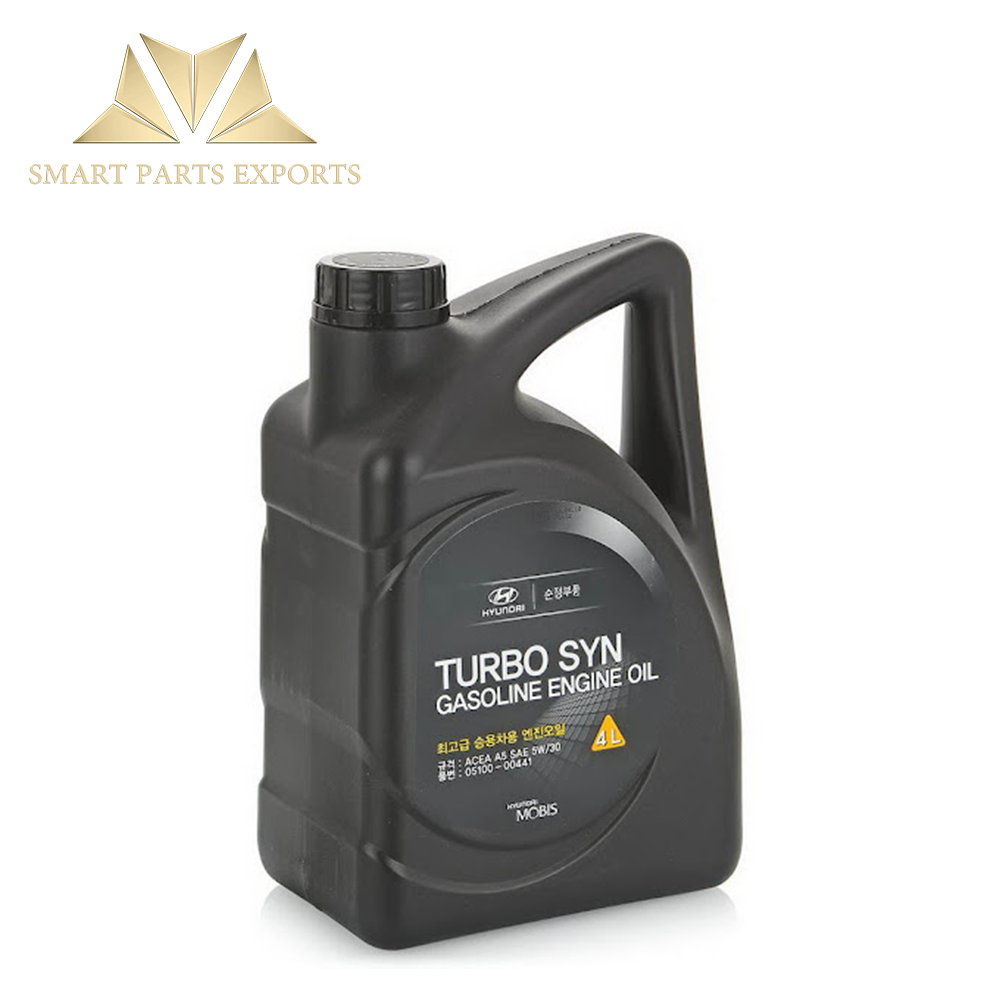 SMART PARTS EXPORTS
HYUNDAI | 순정부품
TURBO SYN
GASOLINE ENGINE OIL
최고급 승용차용 엔진오일
4L
규격 : ACEA A5 SAE 5W/30
품번 : 05100-00441
HYUNDAI
MOBIS